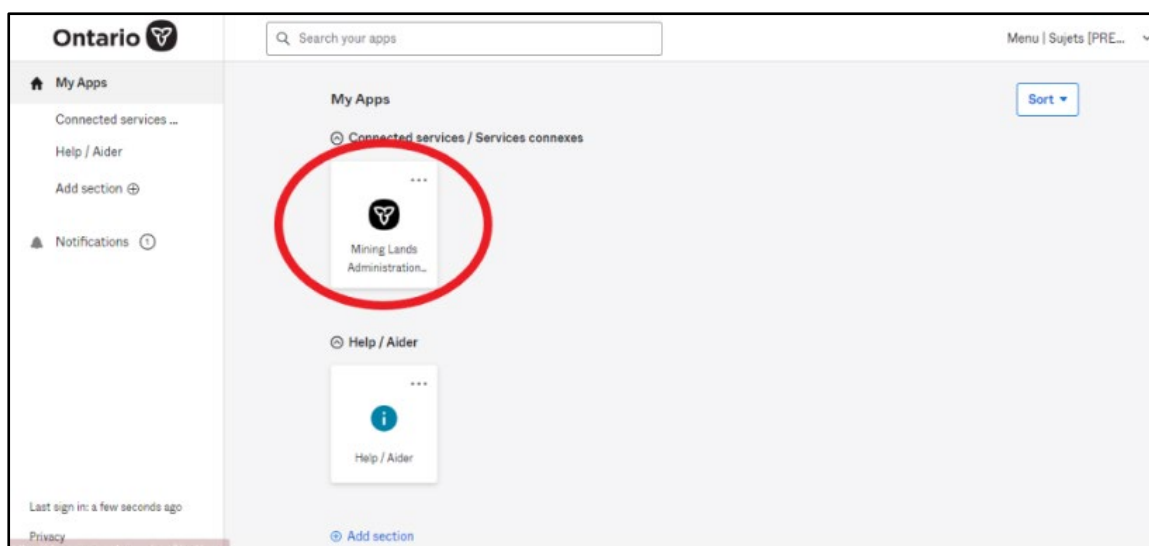 Ontario
Search your apps
Menu | Sujets [PRE...
My Apps
Connected services ...
Help / Aider
Add section
Notifications 1
Last sign in: a few seconds ago
Privacy
My Apps
Sort
Connected services / Services connexes
Mining Lands
Administration...
Help / Aider
Help / Aider
Add section